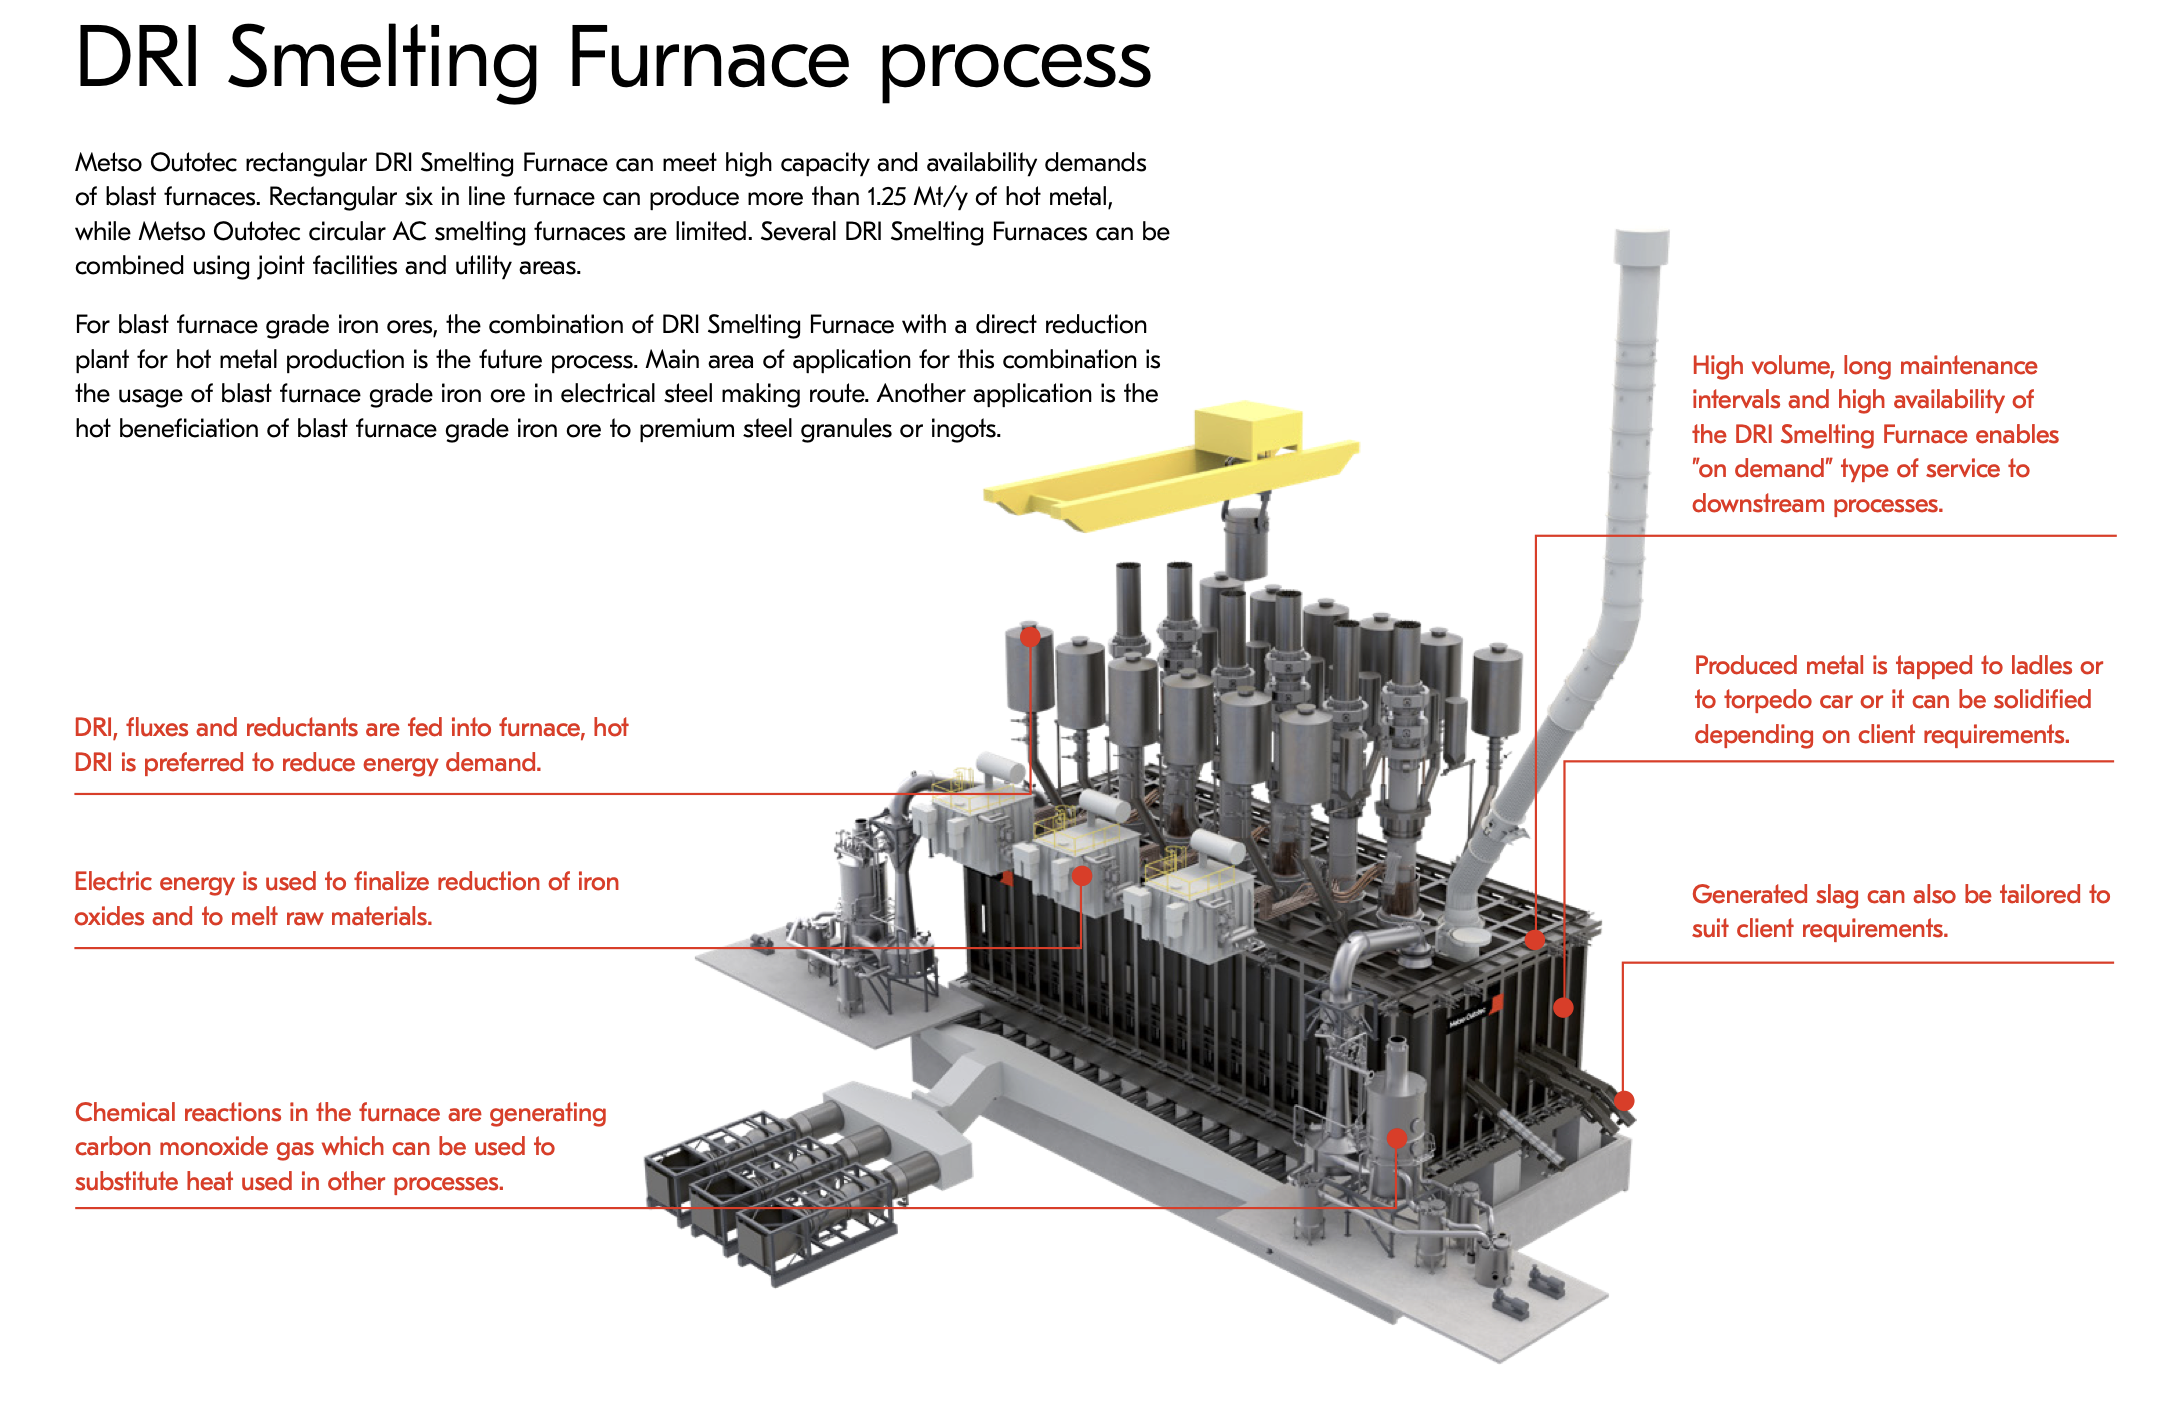 DRI Smelting Furnace process
Metso Outotec rectangular DRI Smelting Furnace can meet high capacity and availability demands
of blast furnaces. Rectangular six in line furnace can produce more than 1.25 Mt/y of hot metal,
while Metso Outotec circular AC smelting furnaces are limited. Several DRI Smelting Furnaces can be
combined using joint facilities and utility areas.
For blast furnace grade iron ores, the combination of DRI Smelting Furnace with a direct reduction
plant for hot metal production is the future process. Main area of application for this combination is
the usage of blast furnace grade iron ore in electrical steel making route. Another application is the
hot beneficiation of blast furnace grade iron ore to premium steel granules or ingots.
DRI, fluxes and reductants are fed into furnace, hot
DRI is preferred to reduce energy demand.
Electric energy is used to finalize reduction of iron
oxides and to melt raw materials.
Chemical reactions in the furnace are generating
carbon monoxide gas which can be used to
substitute heat used in other processes.
High volume, long maintenance
intervals and high availability of
the DRI Smelting Furnace enables
"on demand" type of service to
downstream processes.
Produced metal is tapped to ladles or
to torpedo car or it can be solidified
depending on client requirements.
Generated slag can also be tailored to
suit client requirements.
Metso Outotec